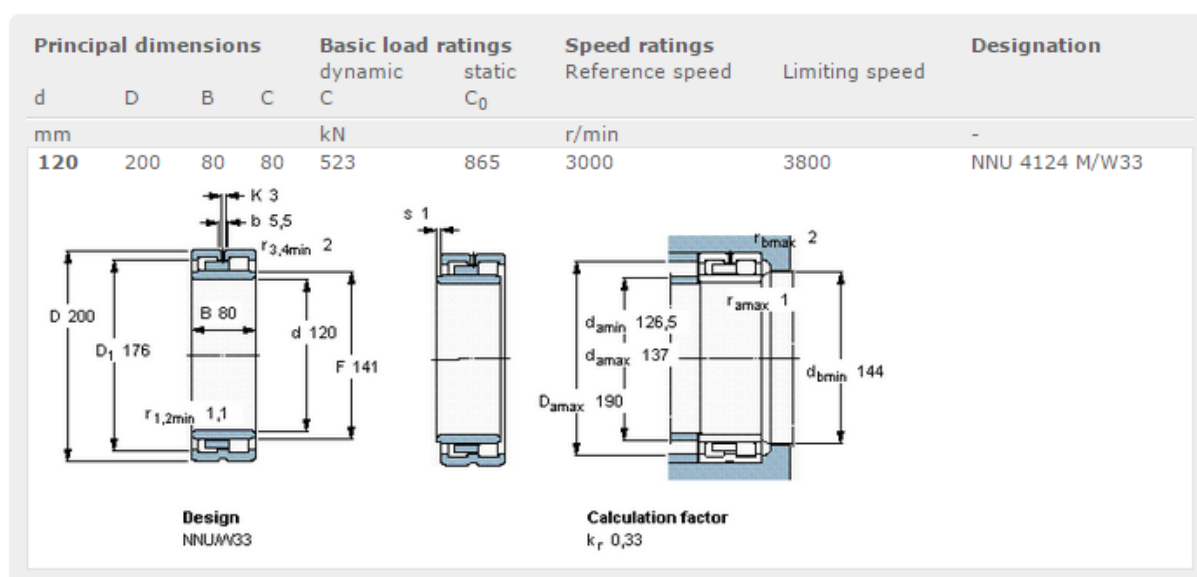 Principal dimensions Basic load ratings Speed ratings Designation
dynamic static Reference speed Limiting speed
d D B C C C0
mm kN r/min -
120 200 80 80 523 865 3000 3800 NNU 4124 M/W33
K 3
b 5,5
r3,4min 2
D 200
D1 176
B 80
d 120
F 141
r1,2min 1,1
s 1
rbmax 2
ramax 1
damin 126,5
damax 137
dbmin 144
Damax 190
Design
NNU/W33
Calculation factor
kr 0,33